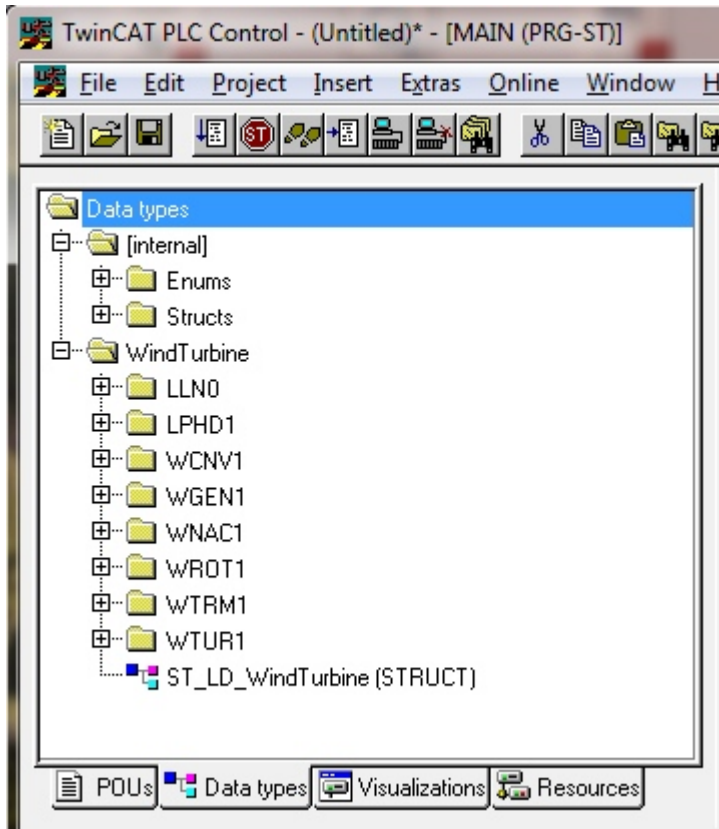 TwinCAT PLC Control - (Untitled)* - [MAIN (PRG-ST)]
File Edit Project Insert Extras Online Window H
ST
Data types
[internal]
Enums
Structs
WindTurbine
LLN0
LPHD1
WCNV1
WGEN1
WNAC1
WROT1
WTRM1
WTUR1
ST_LD_WindTurbine (STRUCT)
POUs Data types Visualizations Resources